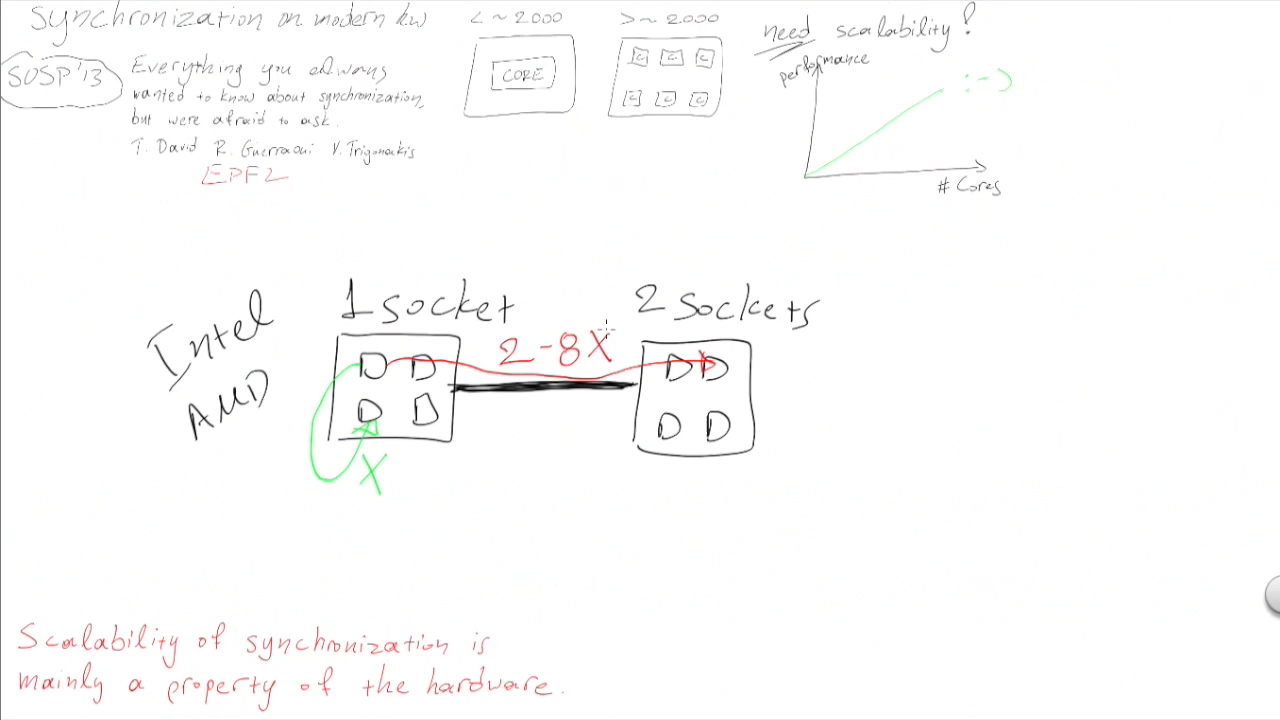 Synchronization on modern hw
SOSP'13
Everything you always
wanted to know about synchronization,
but were afraid to ask.
T. David R. Guerraoui V. Trigonakis
EPFL
< ~ 2000
CORE
> ~ 2000
C C C
C C C
need scalability?
performance
:-)
# Cores
Intel
AMD
1 socket
2 sockets
2-8X
X
Scalability of synchronization is
mainly a property of the hardware.